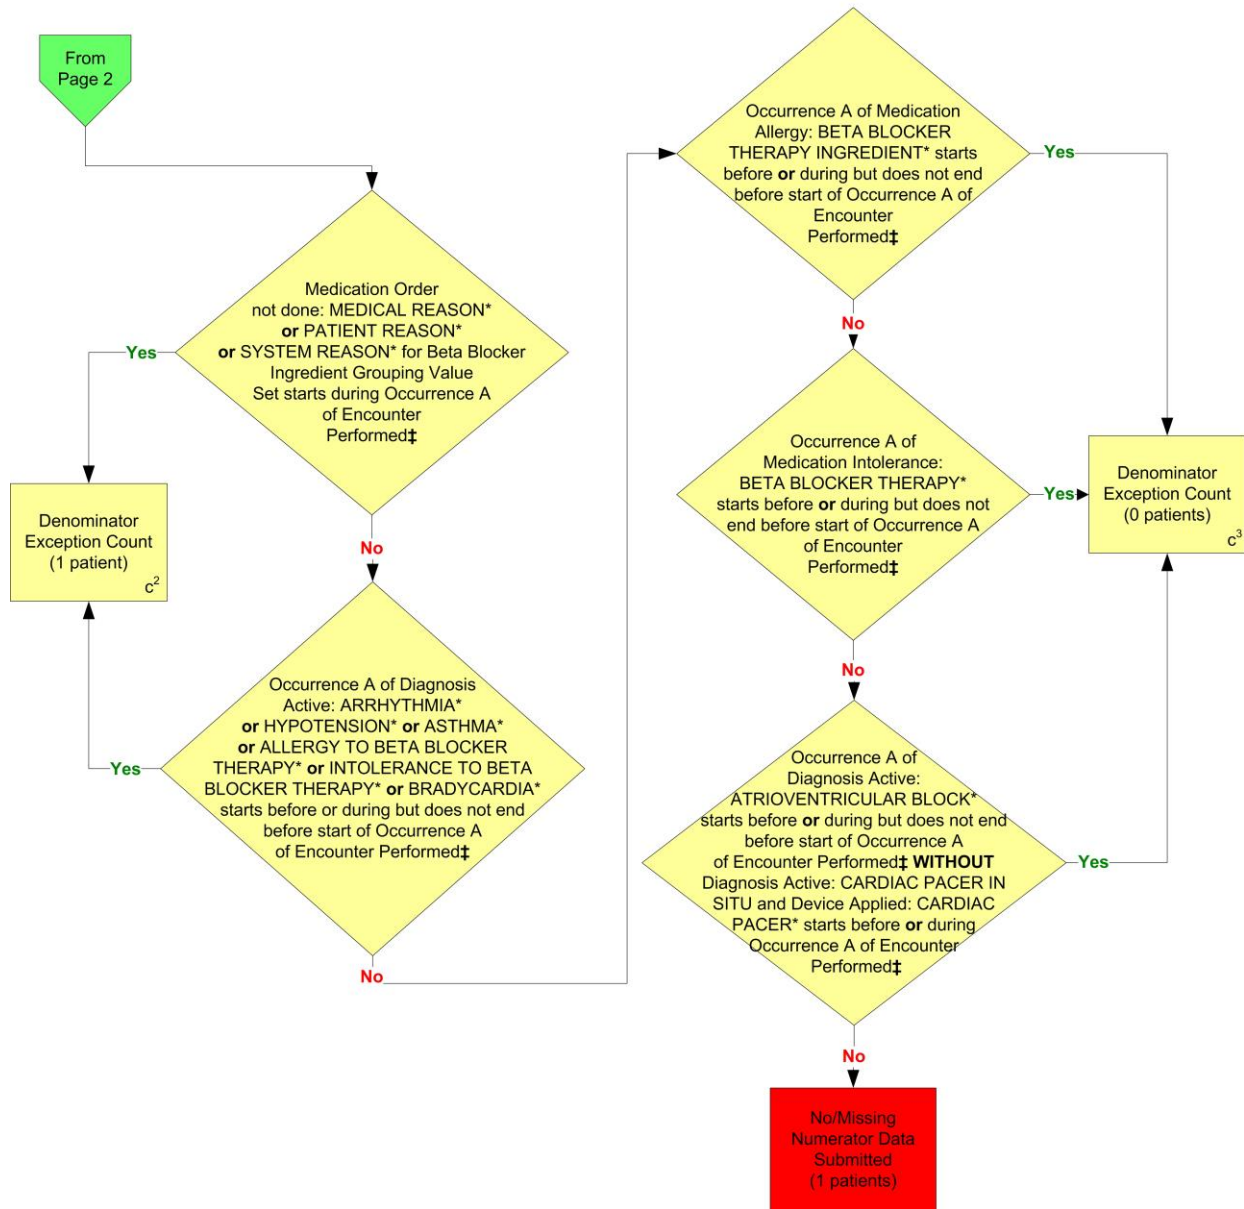 From
Page 2
Medication Order
not done: MEDICAL REASON*
or PATIENT REASON*
or SYSTEM REASON* for Beta Blocker
Ingredient Grouping Value
Set starts during Occurrence A
of Encounter
Performed‡
Yes
Denominator
Exception Count
(1 patient)
c²
No
Occurrence A of Diagnosis
Active: ARRHYTHMIA*
or HYPOTENSION* or ASTHMA*
or ALLERGY TO BETA BLOCKER
THERAPY* or INTOLERANCE TO BETA
BLOCKER THERAPY* or BRADYCARDIA*
starts before or during but does not end
before start of Occurrence A
of Encounter Performed‡
Yes
No
Occurrence A of Medication
Allergy: BETA BLOCKER
THERAPY INGREDIENT* starts
before or during but does not end
before start of Occurrence A of
Encounter
Performed‡
Yes
No
Occurrence A of
Medication Intolerance:
BETA BLOCKER THERAPY*
starts before or during but does not
end before start of Occurrence A
of Encounter
Performed‡
Yes
Denominator
Exception Count
(0 patients)
c³
No
Occurrence A of
Diagnosis Active:
ATRIOVENTRICULAR BLOCK*
starts before or during but does not end
before start of Occurrence A
of Encounter Performed‡ WITHOUT
Diagnosis Active: CARDIAC PACER IN
SITU and Device Applied: CARDIAC
PACER* starts before or during
Occurrence A of Encounter
Performed‡
Yes
No
No/Missing
Numerator Data
Submitted
(1 patients)